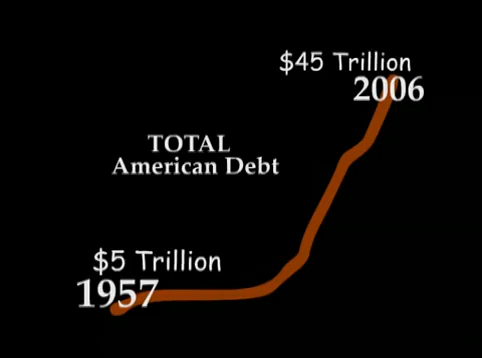 $45 Trillion
2006
TOTAL
American Debt
$5 Trillion
1957